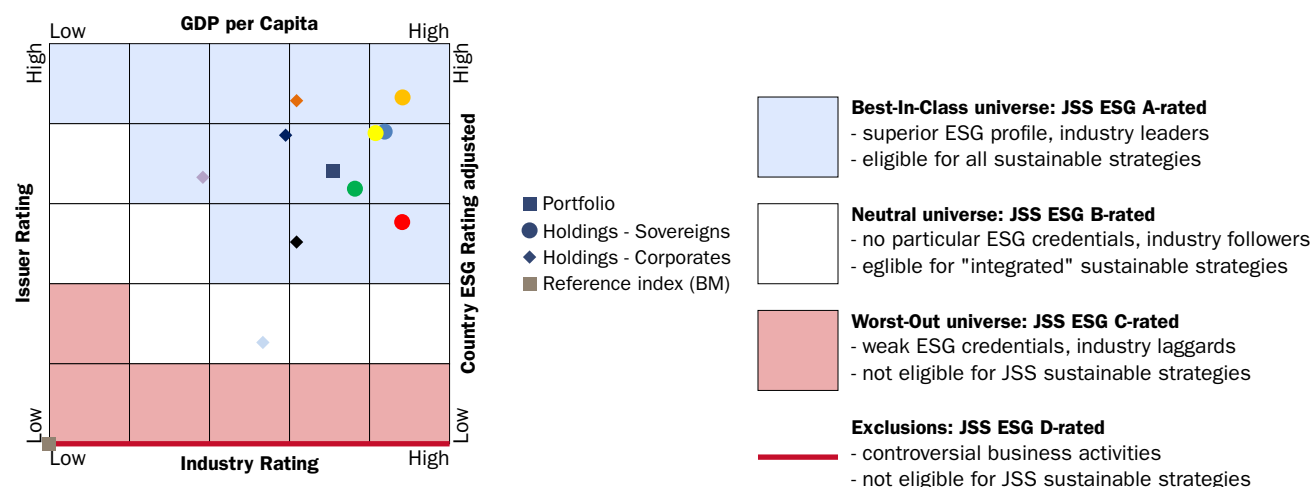 GDP per Capita
Low
High
High
High
Issuer Rating
Country ESG Rating adjusted
Low
Low
Low
High
Industry Rating
Portfolio
Holdings - Sovereigns
Holdings - Corporates
Reference index (BM)
Best-In-Class universe: JSS ESG A-rated
- superior ESG profile, industry leaders
- eligible for all sustainable strategies
Neutral universe: JSS ESG B-rated
- no particular ESG credentials, industry followers
- eglible for "integrated" sustainable strategies
Worst-Out universe: JSS ESG C-rated
- weak ESG credentials, industry laggards
- not eligible for JSS sustainable strategies
Exclusions: JSS ESG D-rated
- controversial business activities
- not eligible for JSS sustainable strategies